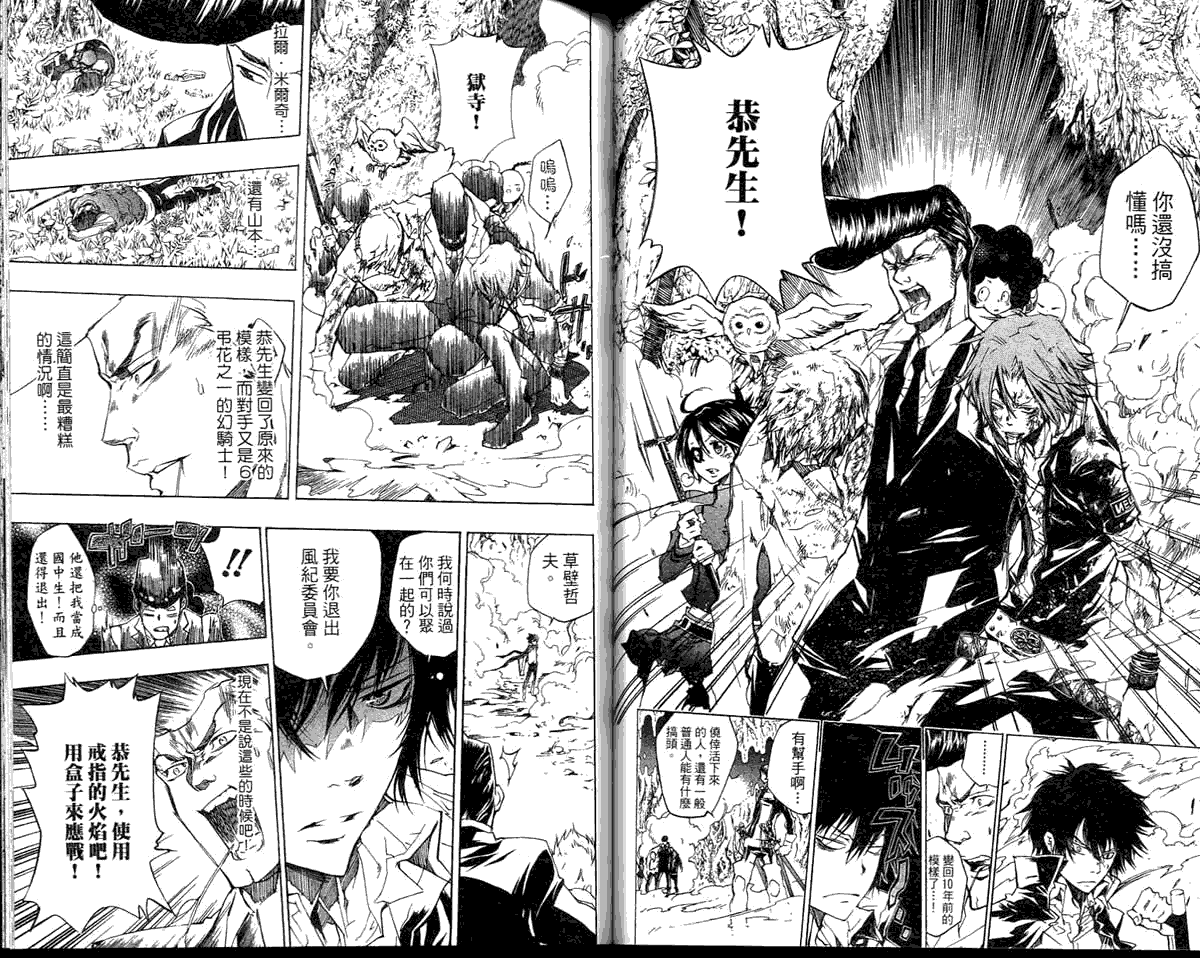 你還沒搞
懂嗎……
恭先生！
……
變回10年前的
模樣了……！
有幫手啊…
僥倖活下來
的人，還有一般
普通人能有什麼
搞頭。
嗚嗚…
獄寺！
拉爾・米爾奇…
還有山本…
恭先生變回了原來的
模樣，而對手又是6
弔花之一的幻騎士！
這簡直是最糟糕
的情況啊……
草壁哲
夫。
我何時說過
你們可以聚
在一起的？
我要你退出
風紀委員會。
!!
他還把我當成
國中生！而且
還得退出！
現在不是說這些的時候吧！
恭先生，使用
戒指的火焰吧！
用盒子來應戰！